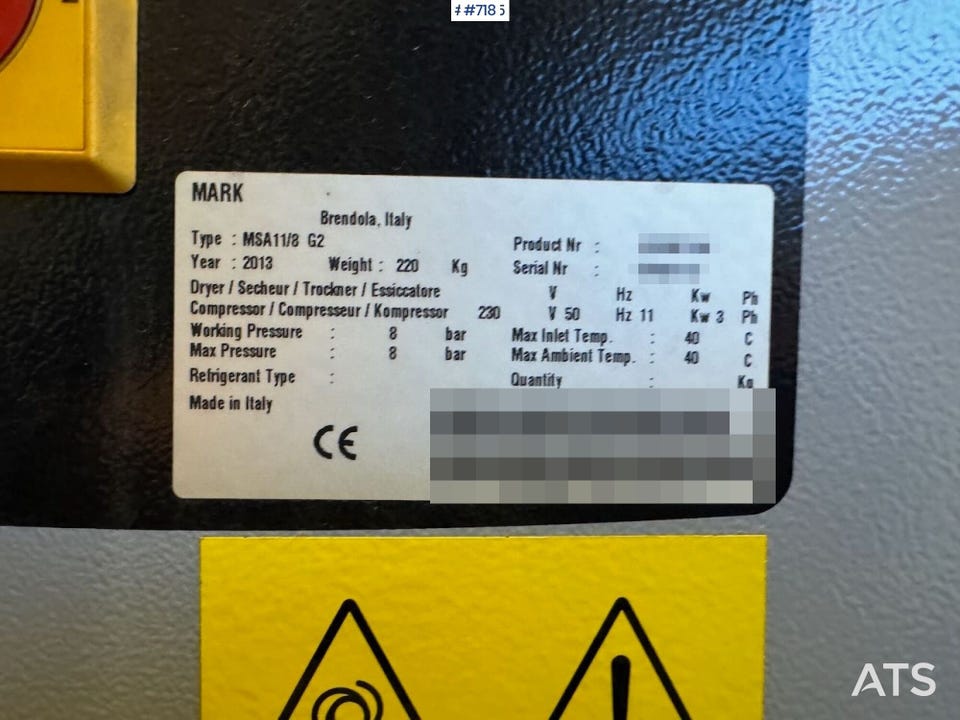 #7186
MARK
Brendola, Italy
Type : MSA11/8 G2
Product Nr :
Year : 2013 Weight : 220 Kg
Serial Nr :
Dryer / Secheur / Trockner / Essiccatore V Hz Kw Ph
Compressor / Compresseur / Kompressor 230 V 50 Hz 11 Kw 3 Ph
Working Pressure : 8 bar Max Inlet Temp. : 40 C
Max Pressure : 8 bar Max Ambient Temp. : 40 C
Refrigerant Type : Quantity : Kg
Made in Italy
CE
ATS